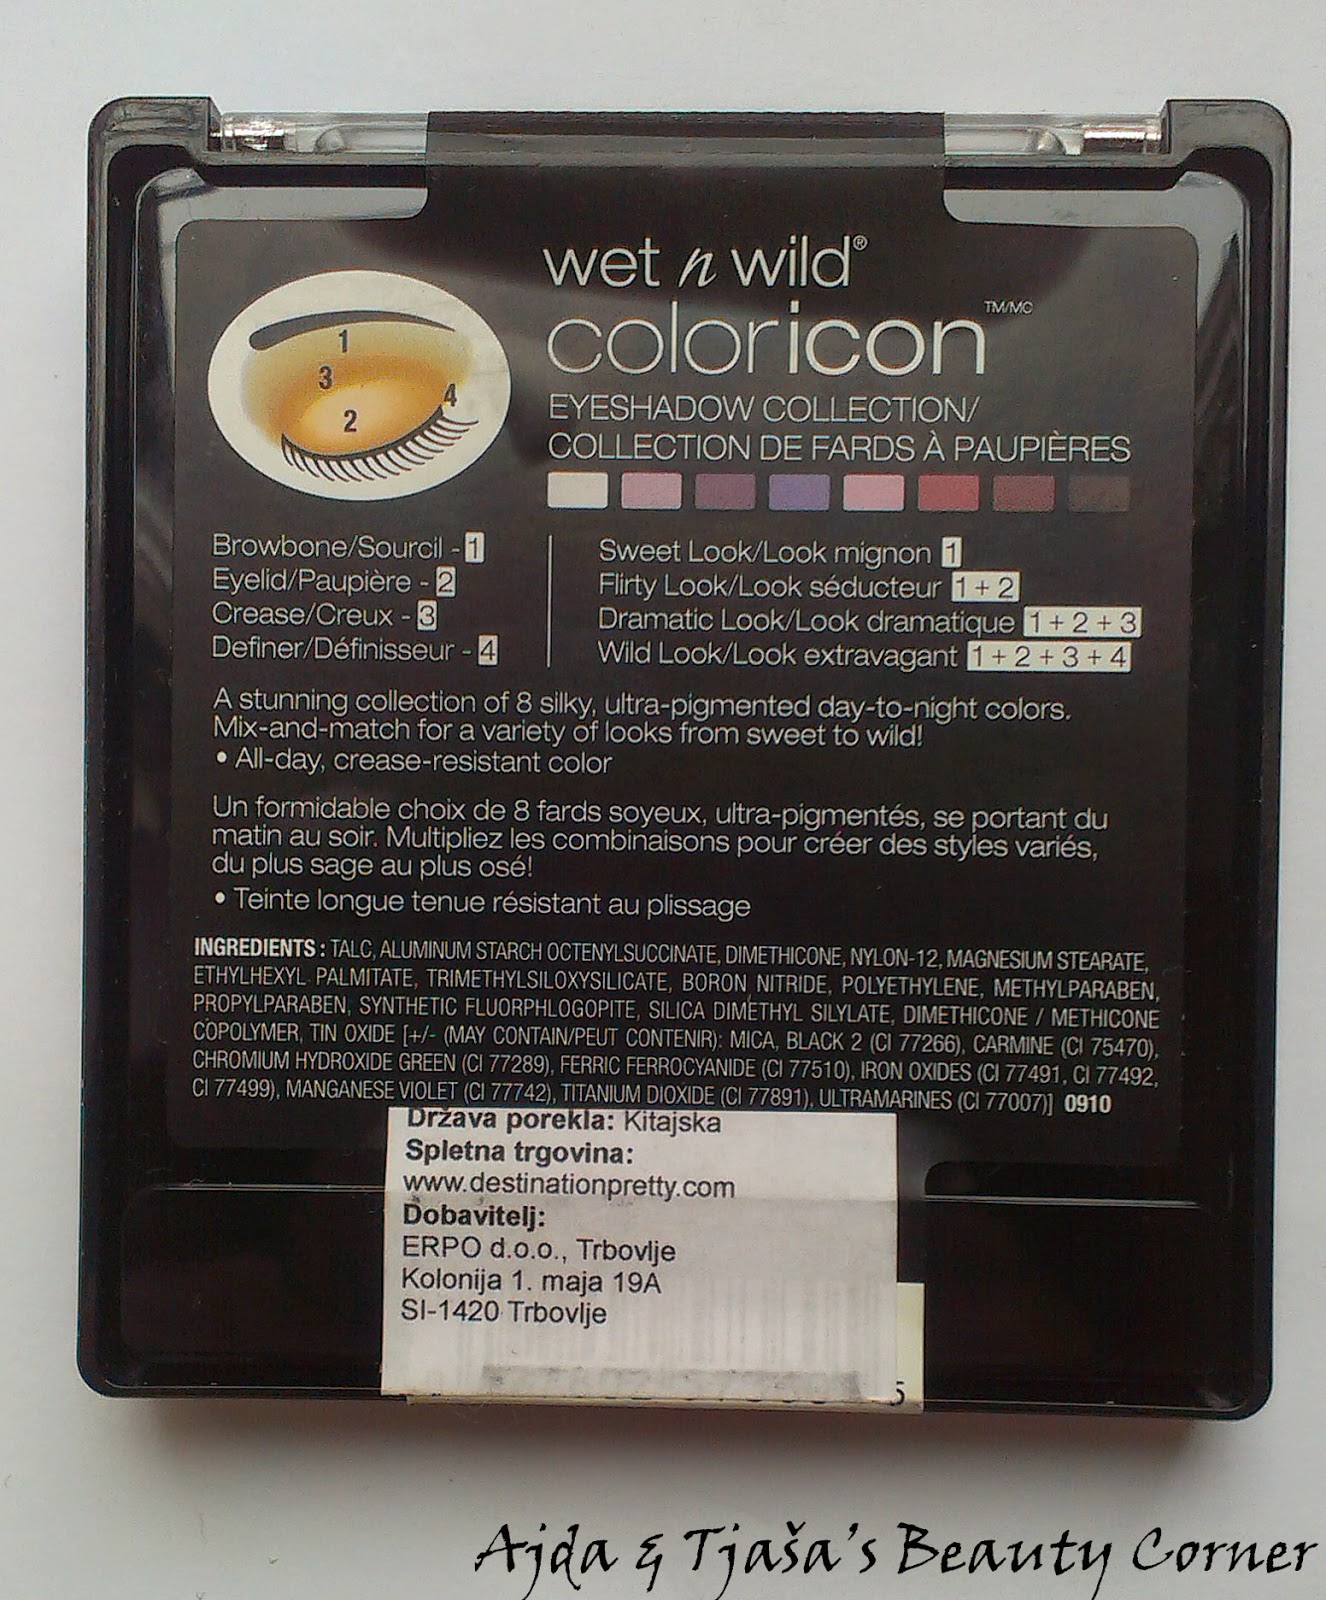 wet n wild®
coloricon TM/MC
EYESHADOW COLLECTION/
COLLECTION DE FARDS À PAUPIÈRES
1
3
4
2
Browbone/Sourcil - 1
Eyelid/Paupière - 2
Crease/Creux - 3
Definer/Définisseur - 4
Sweet Look/Look mignon 1
Flirty Look/Look séducteur 1 + 2
Dramatic Look/Look dramatique 1 + 2 + 3
Wild Look/Look extravagant 1 + 2 + 3 + 4
A stunning collection of 8 silky, ultra-pigmented day-to-night colors.
Mix-and-match for a variety of looks from sweet to wild!
• All-day, crease-resistant color
Un formidable choix de 8 fards soyeux, ultra-pigmentés, se portant du
matin au soir. Multipliez les combinaisons pour créer des styles variés,
du plus sage au plus osé!
• Teinte longue tenue résistant au plissage
INGREDIENTS : TALC, ALUMINUM STARCH OCTENYLSUCCINATE, DIMETHICONE, NYLON-12, MAGNESIUM STEARATE,
ETHYLHEXYL PALMITATE, TRIMETHYLSILOXYSILICATE, BORON NITRIDE, POLYETHYLENE, METHYLPARABEN,
PROPYLPARABEN, SYNTHETIC FLUORPHLOGOPITE, SILICA DIMETHYL SILYLATE, DIMETHICONE / METHICONE
COPOLYMER, TIN OXIDE [+/- (MAY CONTAIN/PEUT CONTENIR): MICA, BLACK 2 (CI 77266), CARMINE (CI 75470),
CHROMIUM HYDROXIDE GREEN (CI 77289), FERRIC FERROCYANIDE (CI 77510), IRON OXIDES (CI 77491, CI 77492,
CI 77499), MANGANESE VIOLET (CI 77742), TITANIUM DIOXIDE (CI 77891), ULTRAMARINES (CI 77007)] 0910
Država porekla: Kitajska
Spletna trgovina:
www.destinationpretty.com
Dobavitelj:
ERPO d.o.o., Trbovlje
Kolonija 1. maja 19A
SI-1420 Trbovlje
5
Ajda & Tjaša's Beauty Corner